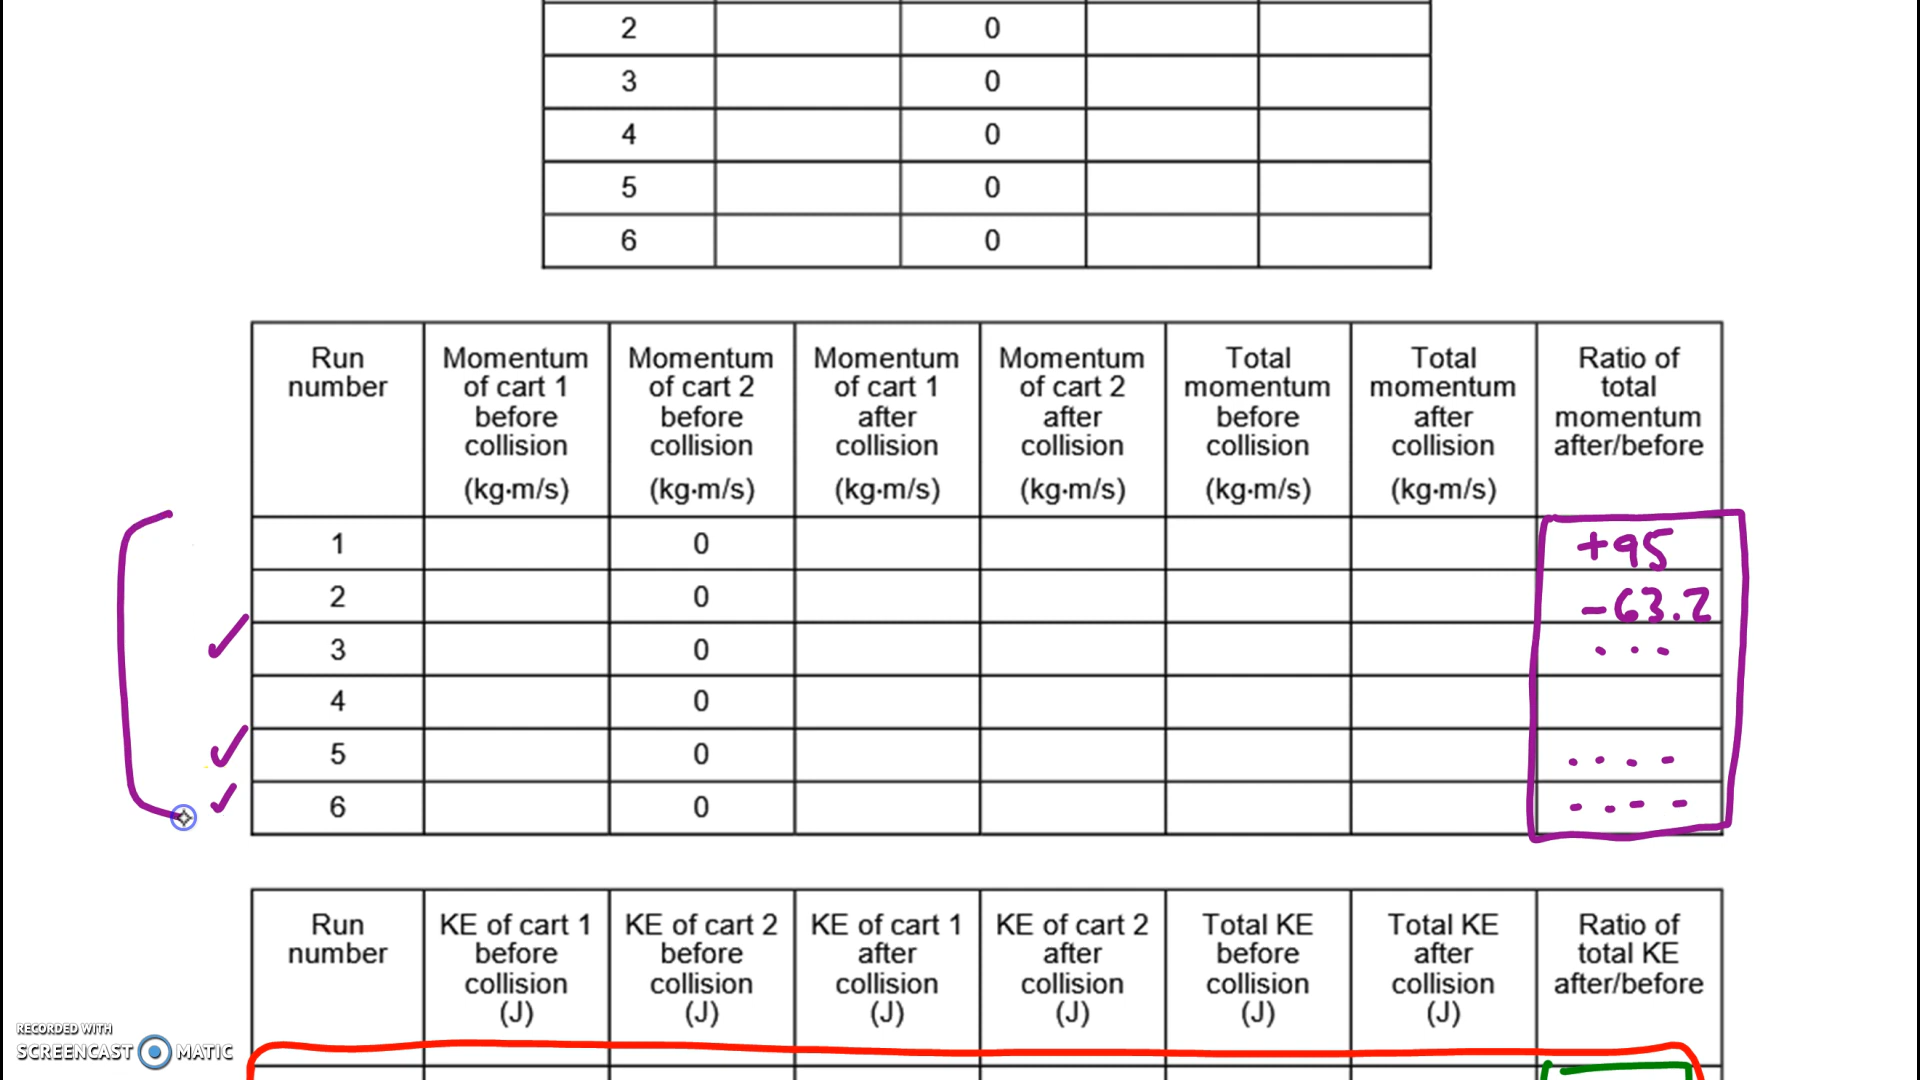 2 0
3 0
4 0
5 0
6 0
Run number
Momentum of cart 1 before collision (kg·m/s)
Momentum of cart 2 before collision (kg·m/s)
Momentum of cart 1 after collision (kg·m/s)
Momentum of cart 2 after collision (kg·m/s)
Total momentum before collision (kg·m/s)
Total momentum after collision (kg·m/s)
Ratio of total momentum after/before
1 0 +95
2 0 -63.2
3 0 ...
4 0
5 0 ....
6 0 ....
Run number
KE of cart 1 before collision (J)
KE of cart 2 before collision (J)
KE of cart 1 after collision (J)
KE of cart 2 after collision (J)
Total KE before collision (J)
Total KE after collision (J)
Ratio of total KE after/before
RECORDED WITH
SCREENCAST MATIC